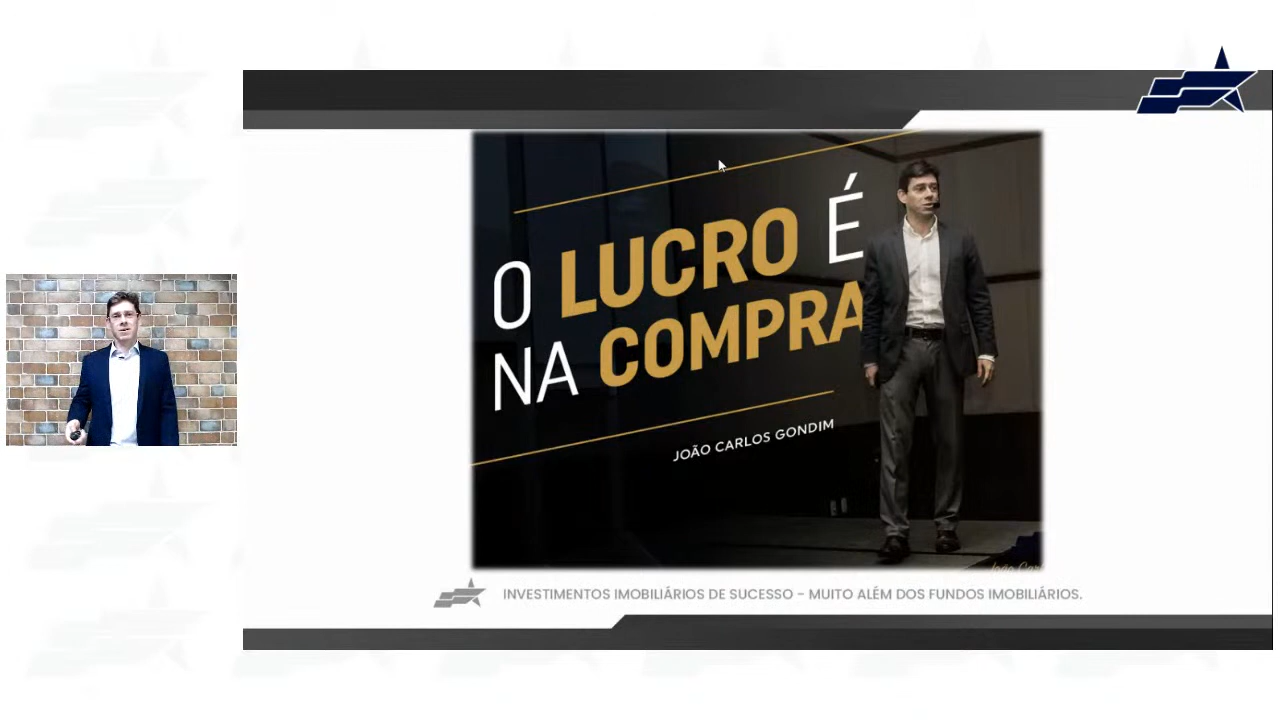 O LUCRO É
NA COMPRA
JOÃO CARLOS GONDIM
INVESTIMENTOS IMOBILIÁRIOS DE SUCESSO - MUITO ALÉM DOS FUNDOS IMOBILIÁRIOS.